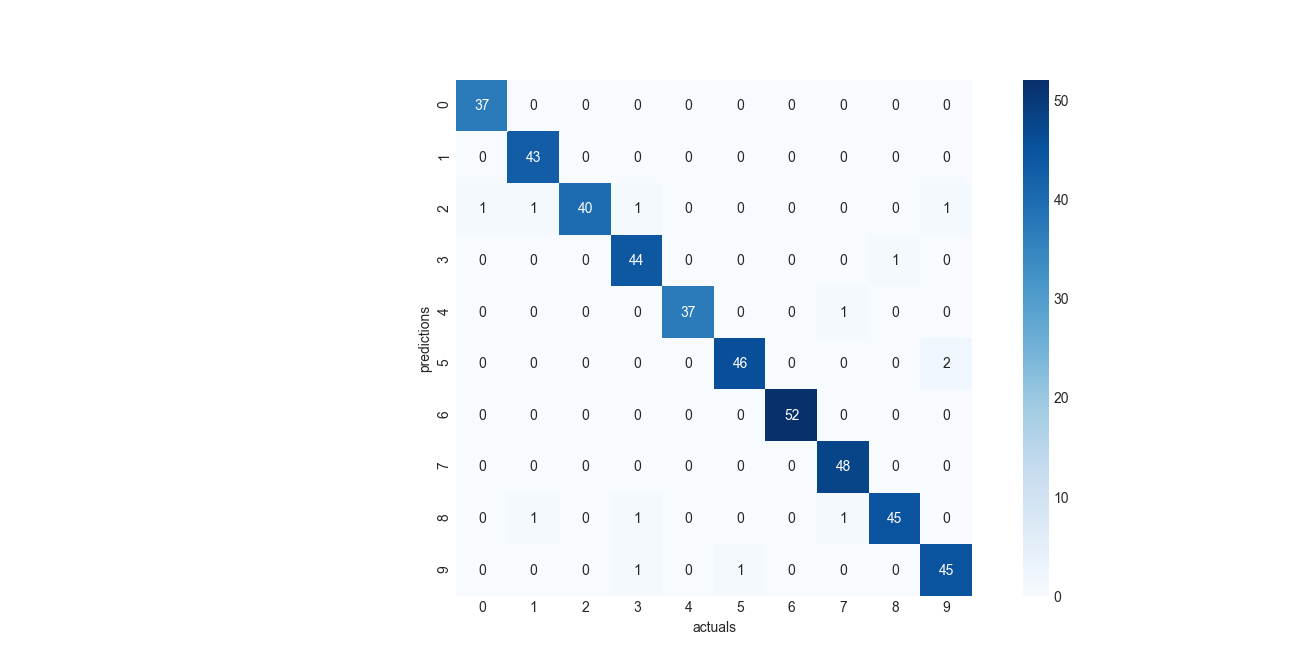 0 37 0 0 0 0 0 0 0 0 0
1 0 43 0 0 0 0 0 0 0 0
2 1 1 40 1 0 0 0 0 0 1
3 0 0 0 44 0 0 0 0 1 0
4 0 0 0 0 37 0 0 1 0 0
5 0 0 0 0 0 46 0 0 0 2
6 0 0 0 0 0 0 52 0 0 0
7 0 0 0 0 0 0 0 48 0 0
8 0 1 0 1 0 0 0 1 45 0
9 0 0 0 1 0 1 0 0 0 45
0 1 2 3 4 5 6 7 8 9
predictions
actuals
50
40
30
20
10
0